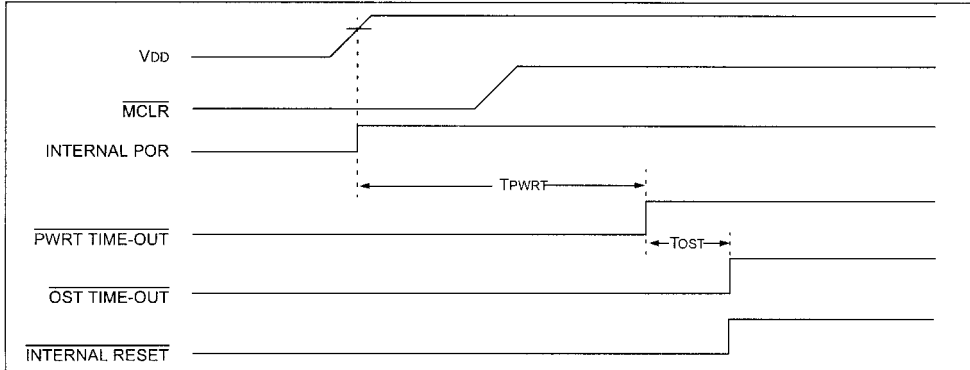 VDD
MCLR
INTERNAL POR
TPWRT
PWRT TIME-OUT
TOST
OST TIME-OUT
INTERNAL RESET